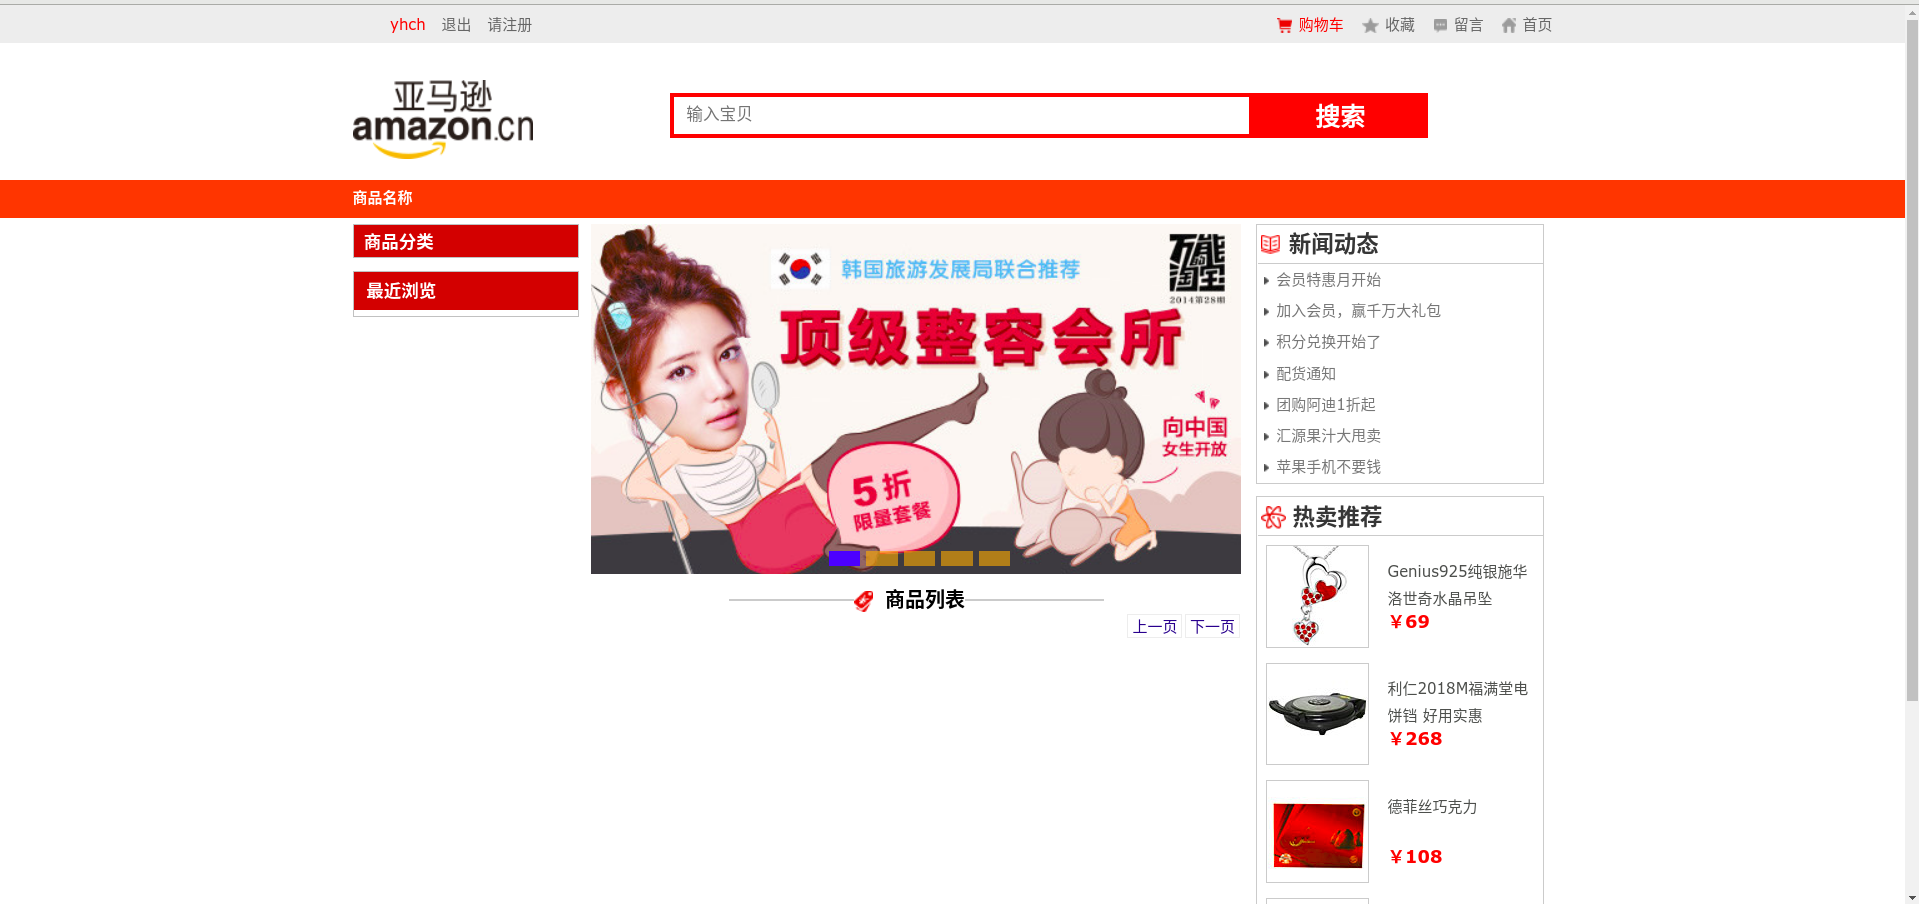 yhch 退出 请注册
购物车 收藏 留言 首页
亚马逊
amazon.cn
输入宝贝
搜索
商品名称
商品分类
最近浏览
韩国旅游发展局联合推荐
万能的淘宝
2014第28期
顶级整容会所
向中国
女生开放
5折
限量套餐
商品列表
上一页 下一页
新闻动态
会员特惠月开始
加入会员，赢千万大礼包
积分兑换开始了
配货通知
团购阿迪1折起
汇源果汁大甩卖
苹果手机不要钱
热卖推荐
Genius925纯银施华
洛世奇水晶吊坠
￥69
利仁2018M福满堂电
饼铛 好用实惠
￥268
德菲丝巧克力
￥108